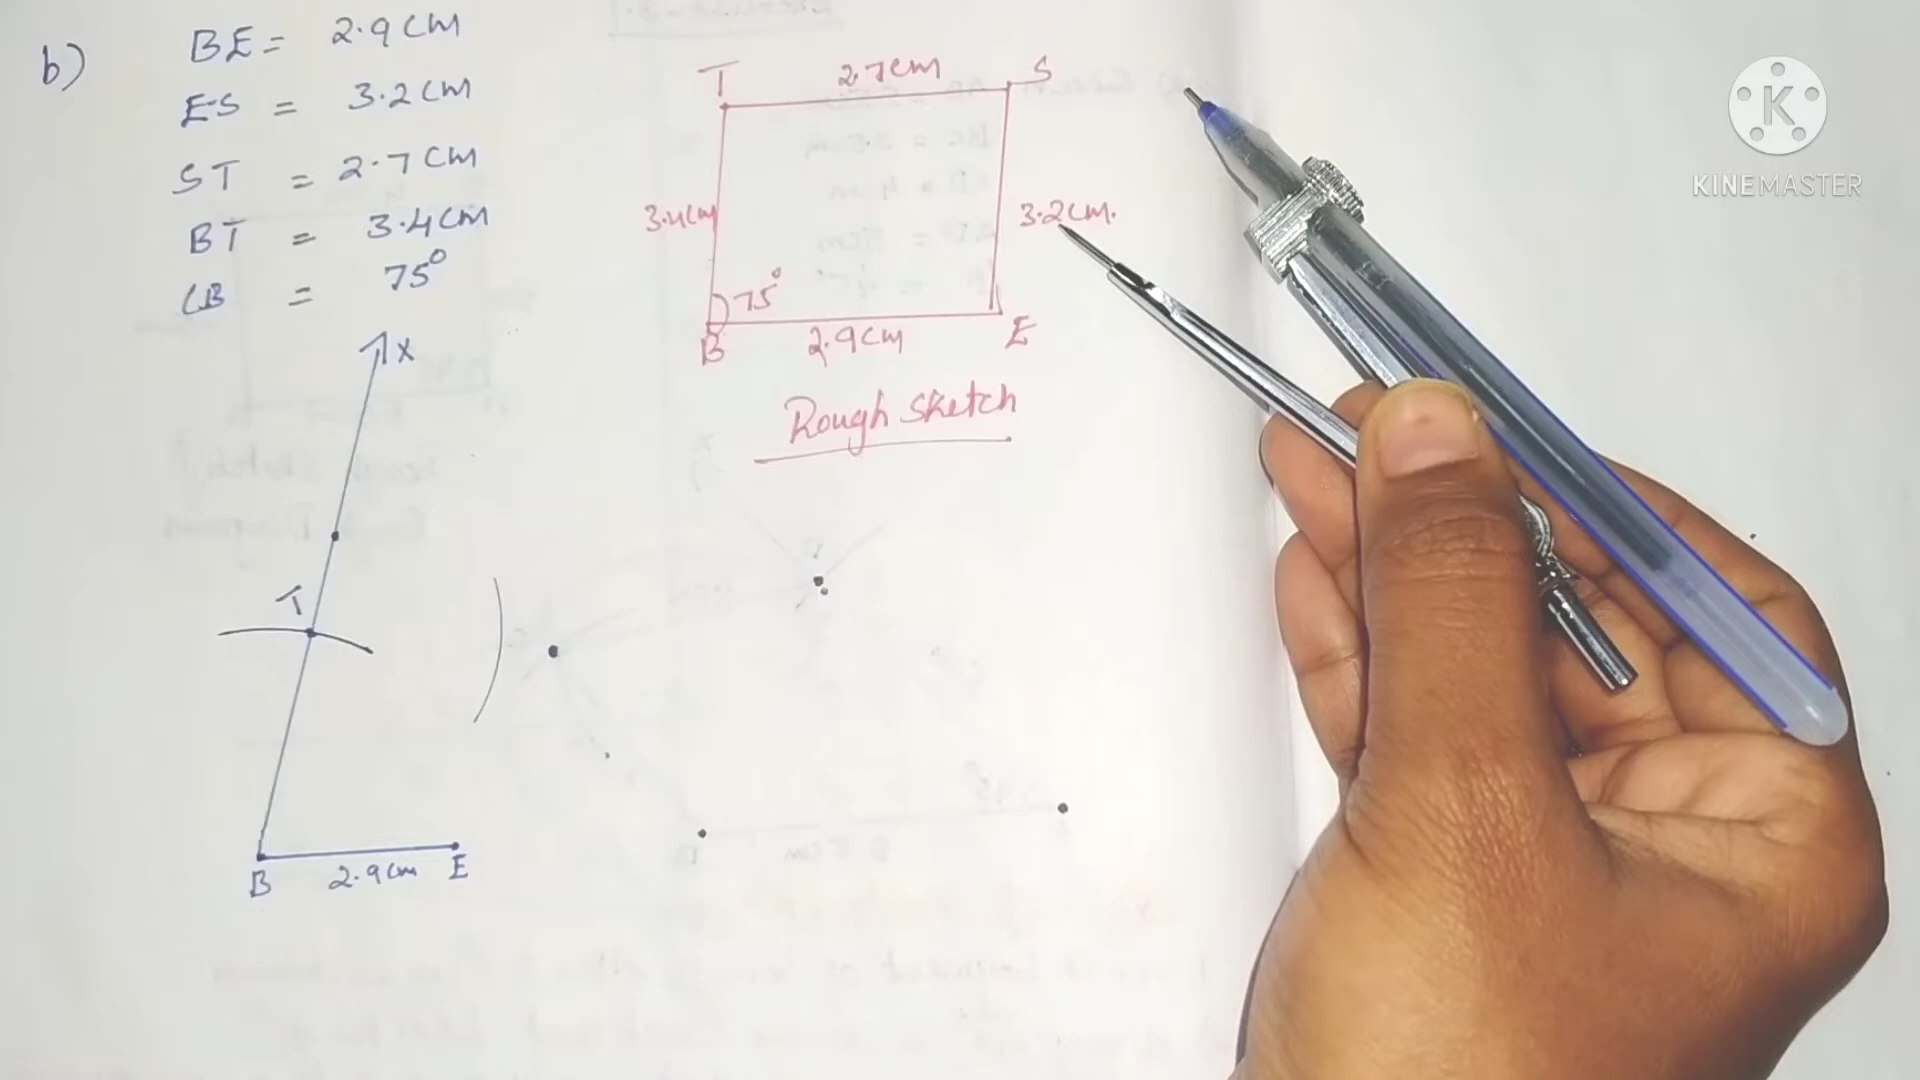 b)
BE = 2.9 cm
ES = 3.2 cm
ST = 2.7 cm
BT = 3.4 cm
∠B = 75°
T 2.7cm S
3.4cm
3.2cm.
75°
B 2.9cm E
Rough Sketch
X
T
B 2.9cm E
K
KINEMASTER